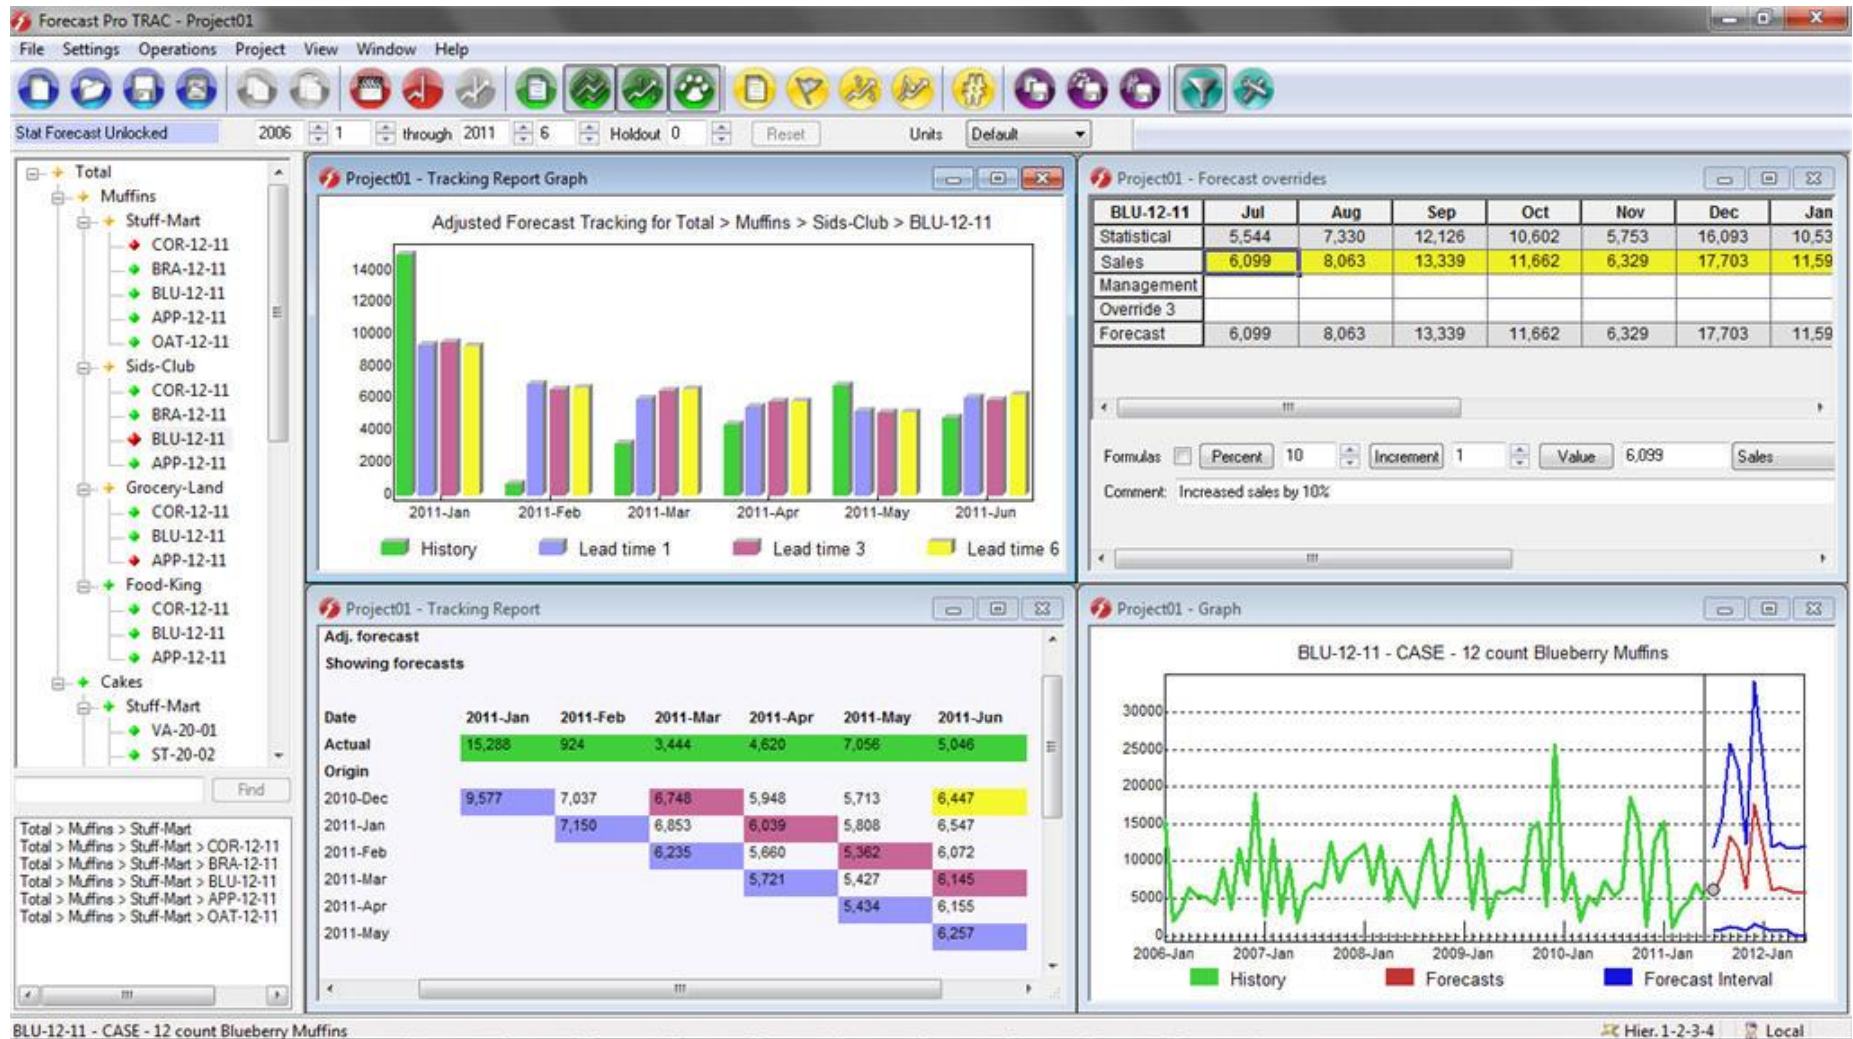 Forecast Pro TRAC - Project01
File Settings Operations Project View Window Help
Stat Forecast Unlocked 2006 1 through 2011 6 Holdout 0 Reset Units Default
Total
Muffins
Stuff-Mart
COR-12-11
BRA-12-11
BLU-12-11
APP-12-11
OAT-12-11
Sids-Club
COR-12-11
BRA-12-11
BLU-12-11
APP-12-11
Grocery-Land
COR-12-11
BLU-12-11
APP-12-11
Food-King
COR-12-11
BLU-12-11
APP-12-11
Cakes
Stuff-Mart
VA-20-01
ST-20-02
Find
Total > Muffins > Stuff-Mart
Total > Muffins > Stuff-Mart > COR-12-11
Total > Muffins > Stuff-Mart > BRA-12-11
Total > Muffins > Stuff-Mart > BLU-12-11
Total > Muffins > Stuff-Mart > APP-12-11
Total > Muffins > Stuff-Mart > OAT-12-11
Project01 - Tracking Report Graph
Adjusted Forecast Tracking for Total > Muffins > Sids-Club > BLU-12-11
14000
12000
10000
8000
6000
4000
2000
0
2011-Jan 2011-Feb 2011-Mar 2011-Apr 2011-May 2011-Jun
History Lead time 1 Lead time 3 Lead time 6
Project01 - Forecast overrides
BLU-12-11 Jul Aug Sep Oct Nov Dec Jan
Statistical 5,544 7,330 12,126 10,602 5,753 16,093 10,53
Sales 6,099 8,063 13,339 11,662 6,329 17,703 11,59
Management
Override 3
Forecast 6,099 8,063 13,339 11,662 6,329 17,703 11,59
Formulas Percent 10 Increment 1 Value 6,099 Sales
Comment: Increased sales by 10%
Project01 - Tracking Report
Adj. forecast
Showing forecasts
Date 2011-Jan 2011-Feb 2011-Mar 2011-Apr 2011-May 2011-Jun
Actual 15,288 924 3,444 4,620 7,056 5,046
Origin
2010-Dec 9,577 7,037 6,748 5,948 5,713 6,447
2011-Jan 7,150 6,853 6,039 5,808 6,547
2011-Feb 6,235 5,660 5,362 6,072
2011-Mar 5,721 5,427 6,145
2011-Apr 5,434 6,155
2011-May 6,257
Project01 - Graph
BLU-12-11 - CASE - 12 count Blueberry Muffins
30000
25000
20000
15000
10000
5000
0
2006-Jan 2007-Jan 2008-Jan 2009-Jan 2010-Jan 2011-Jan 2012-Jan
History Forecasts Forecast Interval
BLU-12-11 - CASE - 12 count Blueberry Muffins Hier. 1-2-3-4 Local